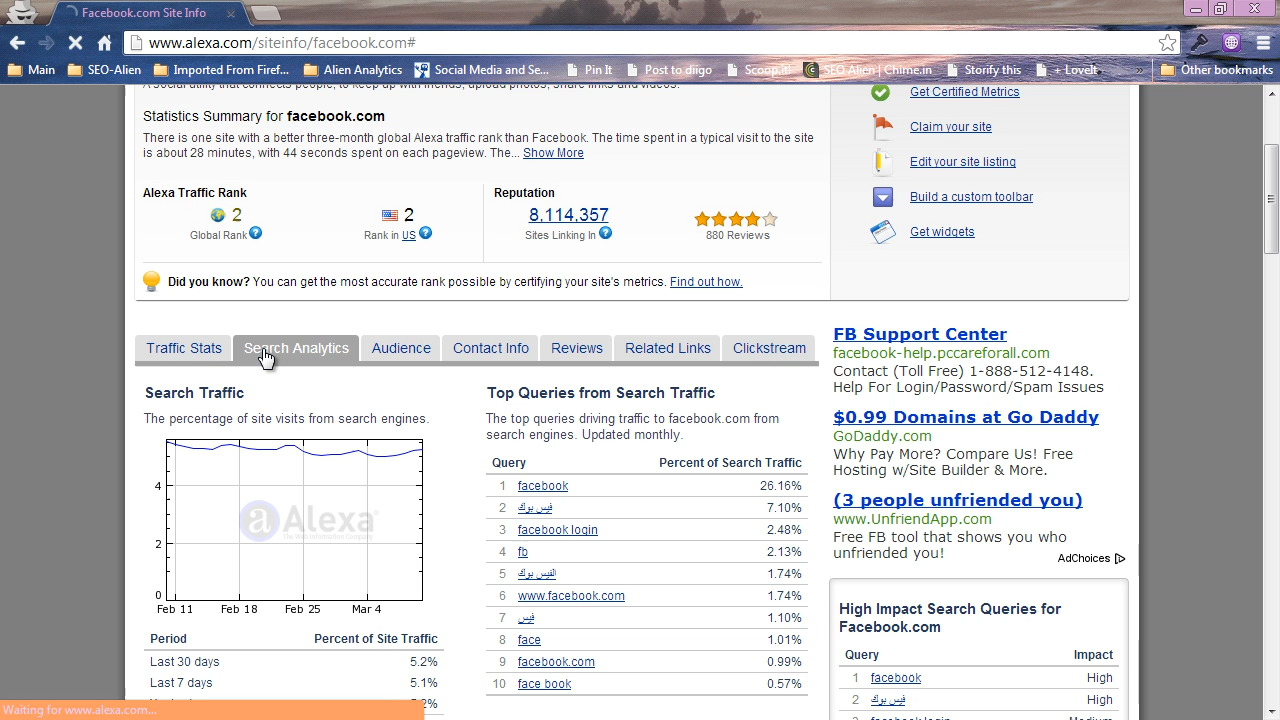 Facebook.com Site Info
www.alexa.com/siteinfo/facebook.com#
Main
SEO-Alien
Imported From Firef...
Alien Analytics
Social Media and Se...
Pin It
Post to diigo
Scoop.it!
SEO Alien | Chime.in
Storify this
+ LoveIt
»
Other bookmarks
Statistics Summary for facebook.com
There is one site with a better three-month global Alexa traffic rank than Facebook. The time spent in a typical visit to the site
is about 28 minutes, with 44 seconds spent on each pageview. The... Show More
Alexa Traffic Rank
2
Global Rank
2
Rank in US
Reputation
8,114,357
Sites Linking In
880 Reviews
Did you know? You can get the most accurate rank possible by certifying your site's metrics. Find out how.
Get Certified Metrics
Claim your site
Edit your site listing
Build a custom toolbar
Get widgets
Traffic Stats
Search Analytics
Audience
Contact Info
Reviews
Related Links
Clickstream
Search Traffic
The percentage of site visits from search engines.
4
2
0
Feb 11 Feb 18 Feb 25 Mar 4
Alexa®
The Web Information Company
Period Percent of Site Traffic
Last 30 days 5.2%
Last 7 days 5.1%
Top Queries from Search Traffic
The top queries driving traffic to facebook.com from
search engines. Updated monthly.
Query Percent of Search Traffic
1 facebook 26.16%
2 فيس بوك 7.10%
3 facebook login 2.48%
4 fb 2.13%
5 الفيس بوك 1.74%
6 www.facebook.com 1.74%
7 فيس 1.10%
8 face 1.01%
9 facebook.com 0.99%
10 face book 0.57%
FB Support Center
facebook-help.pccareforall.com
Contact (Toll Free) 1-888-512-4148.
Help For Login/Password/Spam Issues
$0.99 Domains at Go Daddy
GoDaddy.com
Why Pay More? Compare Us! Free
Hosting w/Site Builder & More.
(3 people unfriended you)
www.UnfriendApp.com
Free FB tool that shows you who
unfriended you!
AdChoices
High Impact Search Queries for
Facebook.com
Query Impact
1 facebook High
2 فيس بوك High
Waiting for www.alexa.com...